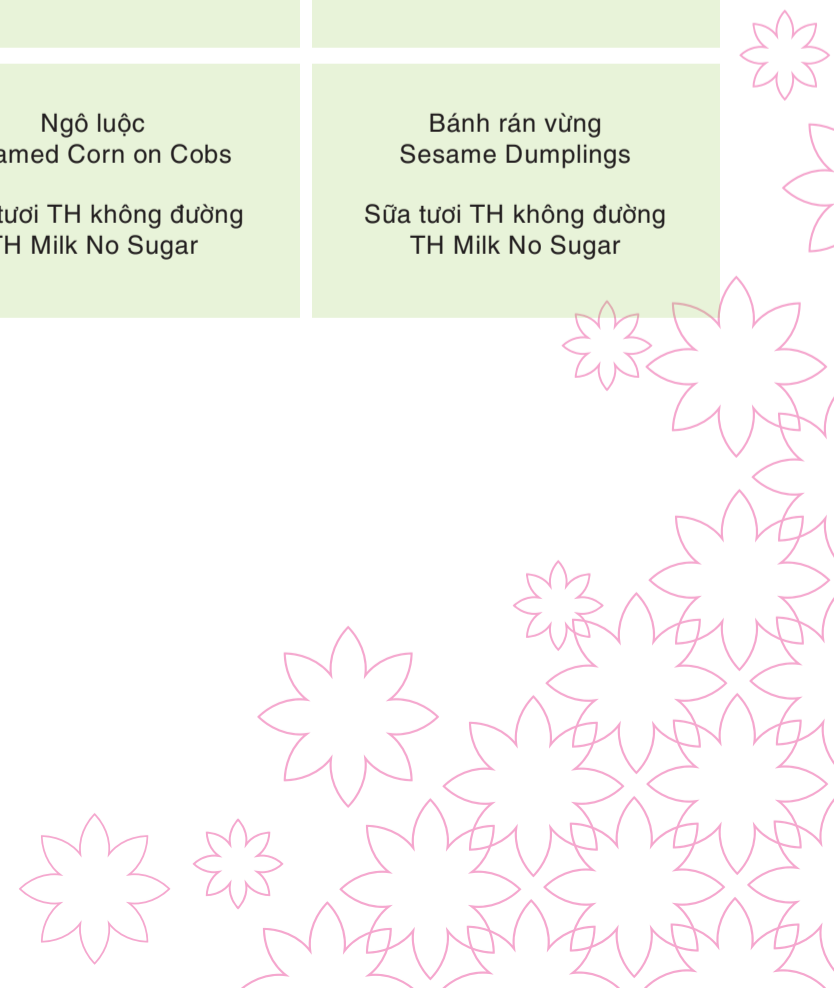 Ngô luộc
amed Corn on Cobs
tươi TH không đường
TH Milk No Sugar
Bánh rán vừng
Sesame Dumplings
Sữa tươi TH không đường
TH Milk No Sugar